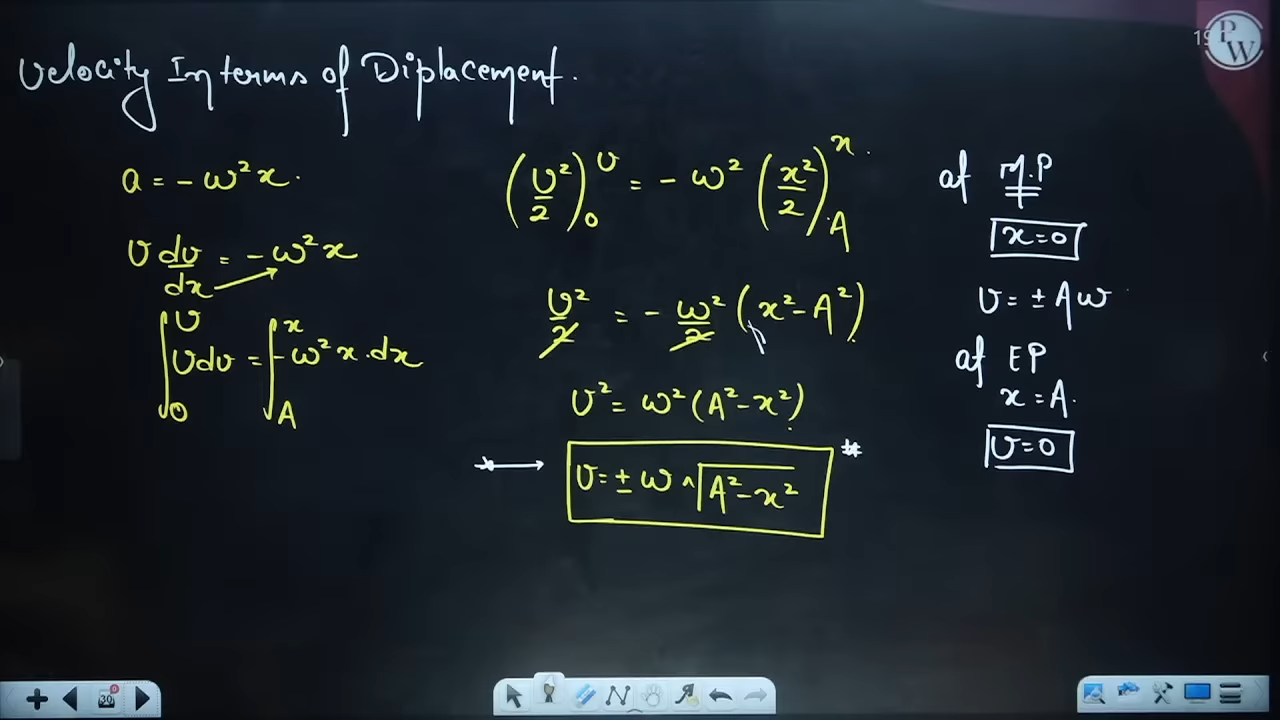 Velocity In terms of Diplacement.
a = - ω²x.
v dv/dx = - ω²x
∫₀^v v dv = ∫_A^x - ω² x . dx
(v²/2)₀^v = - ω² (x²/2)_A^x .
v²/2 = - ω²/2 (x² - A²)
v² = ω² (A² - x²)
v = ± ω √A² - x²
at M.P
x = 0
v = ± A ω
at EP
x = A.
v = 0
PW
30